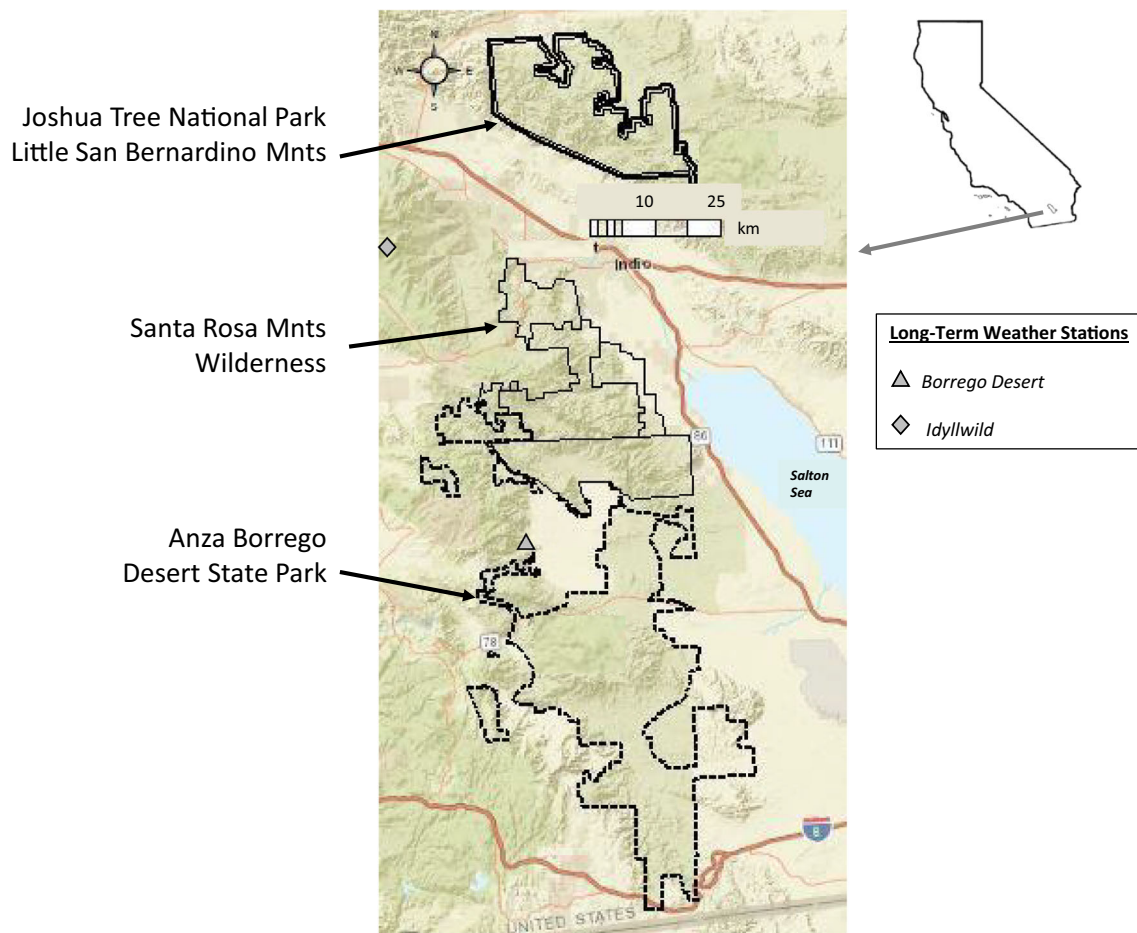 N
W E
S
Joshua Tree National Park
Little San Bernardino Mnts
10 25
km
t
Indio
Santa Rosa Mnts
Wilderness
Long-Term Weather Stations
Borrego Desert
Idyllwild
86
111
Salton
Sea
Anza Borrego
Desert State Park
78
8
UNITED STATES